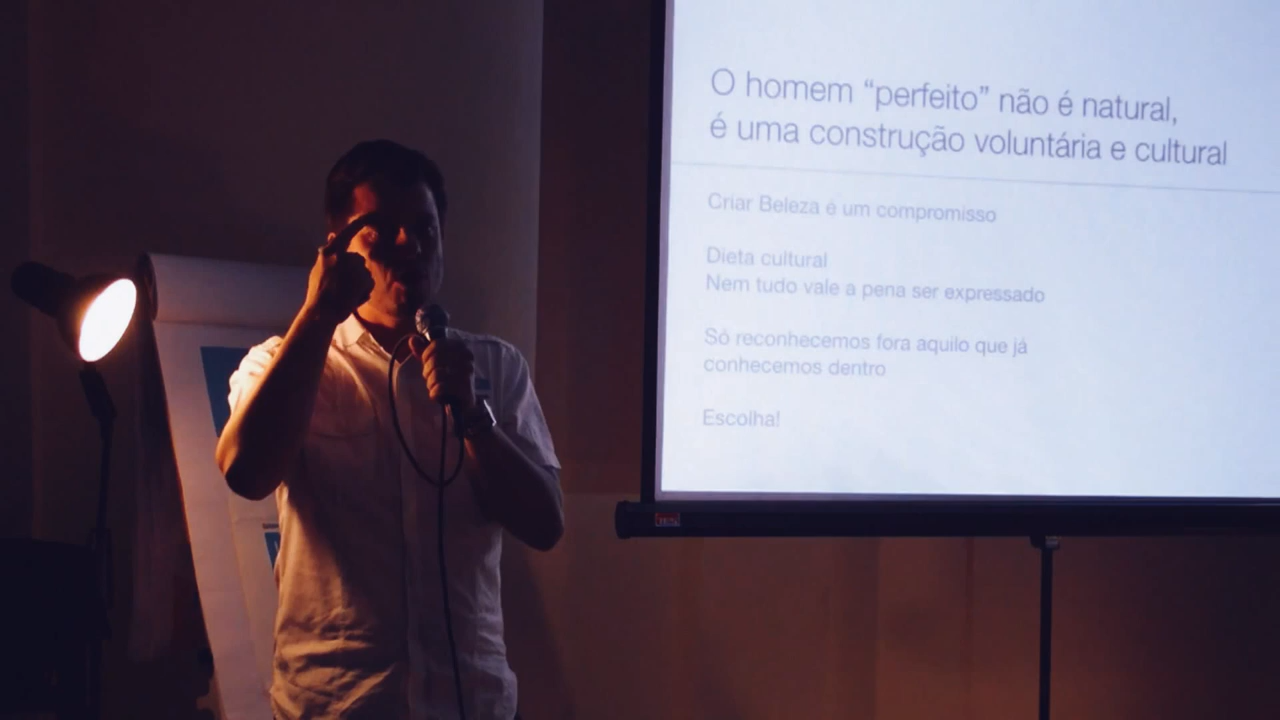 O homem “perfeito” não é natural,
é uma construção voluntária e cultural
Criar Beleza é um compromisso
Dieta cultural
Nem tudo vale a pena ser expressado
Só reconhecemos fora aquilo que já
conhecemos dentro
Escolha!